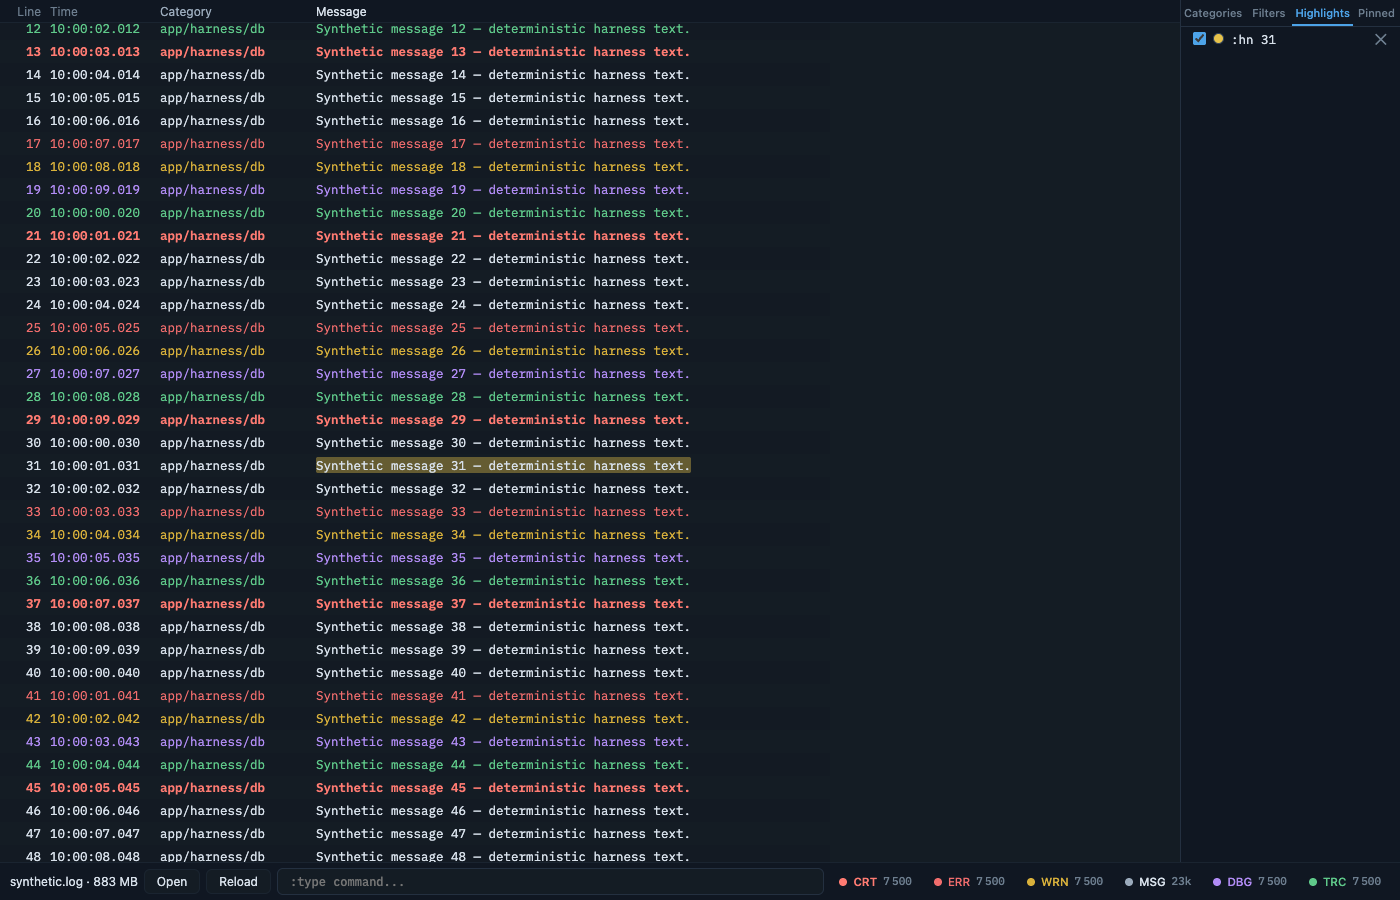 Line Time Category Message
12 10:00:02.012 app/harness/db Synthetic message 12 — deterministic harness text.
13 10:00:03.013 app/harness/db Synthetic message 13 — deterministic harness text.
14 10:00:04.014 app/harness/db Synthetic message 14 — deterministic harness text.
15 10:00:05.015 app/harness/db Synthetic message 15 — deterministic harness text.
16 10:00:06.016 app/harness/db Synthetic message 16 — deterministic harness text.
17 10:00:07.017 app/harness/db Synthetic message 17 — deterministic harness text.
18 10:00:08.018 app/harness/db Synthetic message 18 — deterministic harness text.
19 10:00:09.019 app/harness/db Synthetic message 19 — deterministic harness text.
20 10:00:00.020 app/harness/db Synthetic message 20 — deterministic harness text.
21 10:00:01.021 app/harness/db Synthetic message 21 — deterministic harness text.
22 10:00:02.022 app/harness/db Synthetic message 22 — deterministic harness text.
23 10:00:03.023 app/harness/db Synthetic message 23 — deterministic harness text.
24 10:00:04.024 app/harness/db Synthetic message 24 — deterministic harness text.
25 10:00:05.025 app/harness/db Synthetic message 25 — deterministic harness text.
26 10:00:06.026 app/harness/db Synthetic message 26 — deterministic harness text.
27 10:00:07.027 app/harness/db Synthetic message 27 — deterministic harness text.
28 10:00:08.028 app/harness/db Synthetic message 28 — deterministic harness text.
29 10:00:09.029 app/harness/db Synthetic message 29 — deterministic harness text.
30 10:00:00.030 app/harness/db Synthetic message 30 — deterministic harness text.
31 10:00:01.031 app/harness/db Synthetic message 31 — deterministic harness text.
32 10:00:02.032 app/harness/db Synthetic message 32 — deterministic harness text.
33 10:00:03.033 app/harness/db Synthetic message 33 — deterministic harness text.
34 10:00:04.034 app/harness/db Synthetic message 34 — deterministic harness text.
35 10:00:05.035 app/harness/db Synthetic message 35 — deterministic harness text.
36 10:00:06.036 app/harness/db Synthetic message 36 — deterministic harness text.
37 10:00:07.037 app/harness/db Synthetic message 37 — deterministic harness text.
38 10:00:08.038 app/harness/db Synthetic message 38 — deterministic harness text.
39 10:00:09.039 app/harness/db Synthetic message 39 — deterministic harness text.
40 10:00:00.040 app/harness/db Synthetic message 40 — deterministic harness text.
41 10:00:01.041 app/harness/db Synthetic message 41 — deterministic harness text.
42 10:00:02.042 app/harness/db Synthetic message 42 — deterministic harness text.
43 10:00:03.043 app/harness/db Synthetic message 43 — deterministic harness text.
44 10:00:04.044 app/harness/db Synthetic message 44 — deterministic harness text.
45 10:00:05.045 app/harness/db Synthetic message 45 — deterministic harness text.
46 10:00:06.046 app/harness/db Synthetic message 46 — deterministic harness text.
47 10:00:07.047 app/harness/db Synthetic message 47 — deterministic harness text.
48 10:00:08.048 app/harness/db Synthetic message 48 — deterministic harness text.
Categories Filters Highlights Pinned
:hn 31
synthetic.log · 883 MB Open Reload :type command... CRT 7 500 ERR 7 500 WRN 7 500 MSG 23k DBG 7 500 TRC 7 500